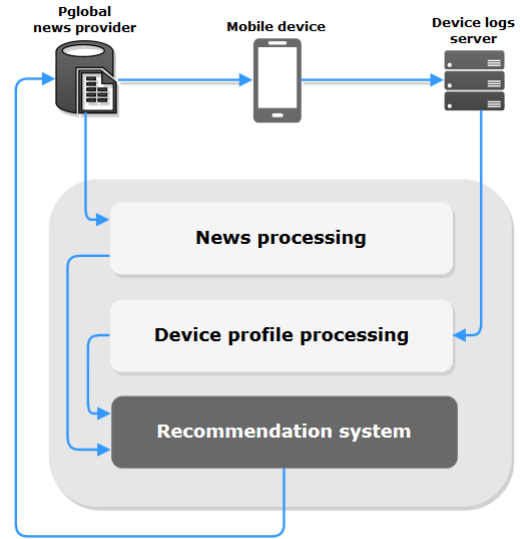 Pglobal
news provider
Mobile device
Device logs
server
News processing
Device profile processing
Recommendation system